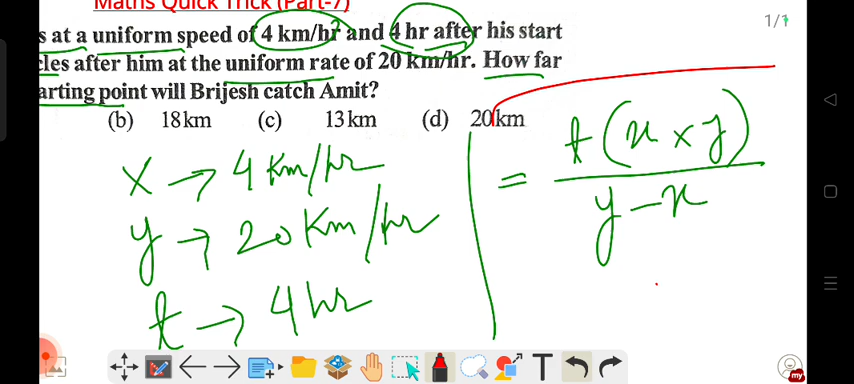 Maths Quick Trick (Part-7)
1/1
s at a uniform speed of 4 km/hr and 4 hr after his start
cles after him at the uniform rate of 20 km/hr. How far
arting point will Brijesh catch Amit?
(b) 18 km (c) 13 km (d) 20 km
x → 4 Km/hr
y → 20 Km/hr
t → 4 hr
= t(x × y)
y − x
T
my